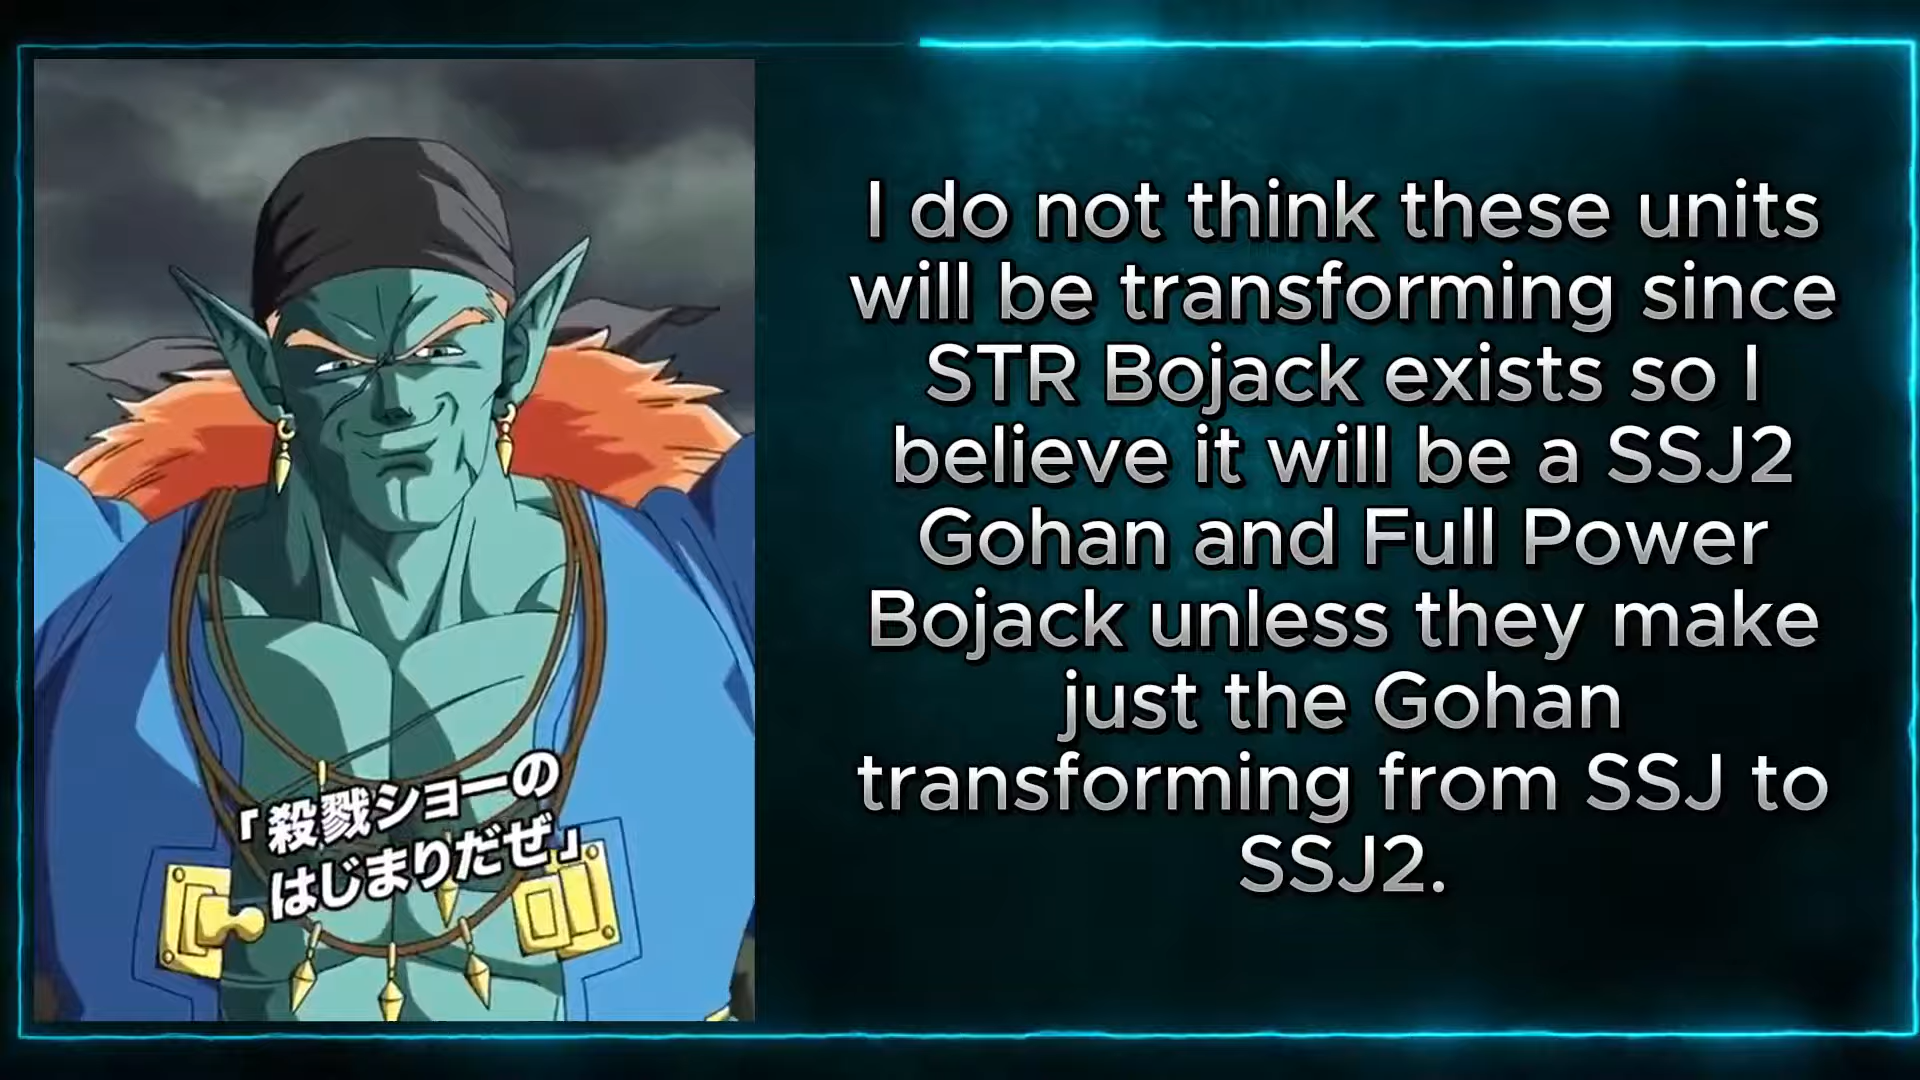 「殺戮ショーの
はじまりだぜ」
I do not think these units
will be transforming since
STR Bojack exists so I
believe it will be a SSJ2
Gohan and Full Power
Bojack unless they make
just the Gohan
transforming from SSJ to
SSJ2.